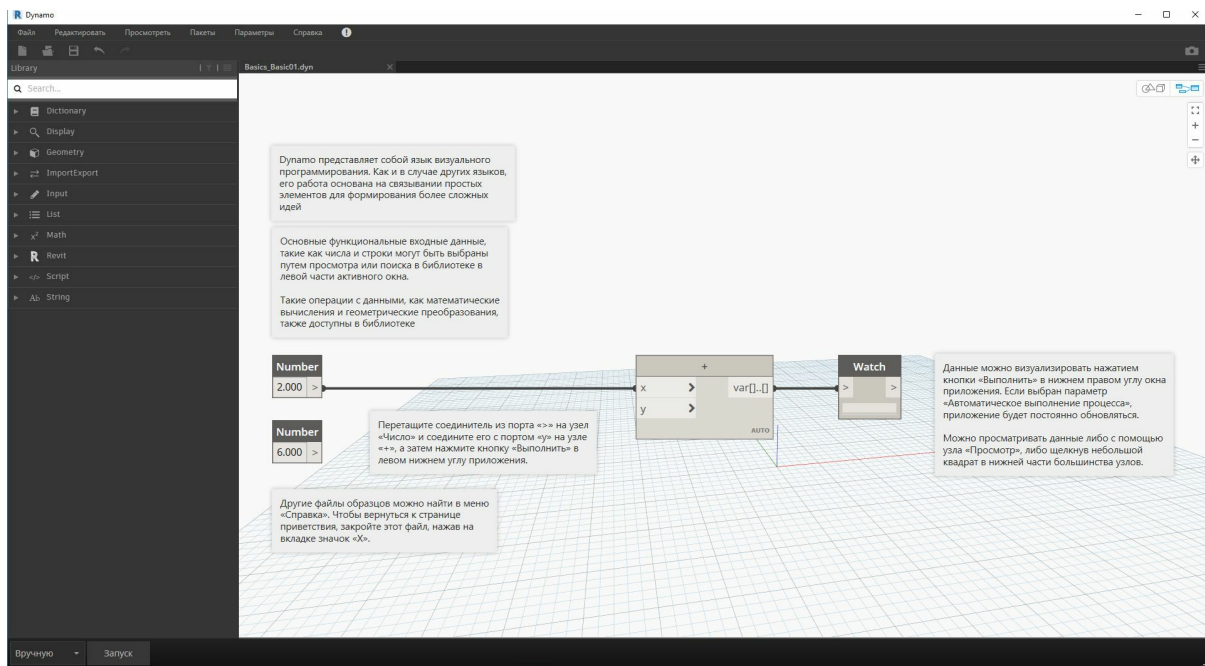 Dynamo
Файл Редактировать Просмотреть Пакеты Параметры Справка
Library
Basics_Basic01.dyn
Search...
Dictionary
Display
Geometry
ImportExport
Input
List
Math
Revit
Script
String
Dynamo представляет собой язык визуального
программирования. Как и в случае других языков,
его работа основана на связывании простых
элементов для формирования более сложных
идей
Основные функциональные входные данные,
такие как числа и строки могут быть выбраны
путем просмотра или поиска в библиотеке в
левой части активного окна.
Такие операции с данными, как математические
вычисления и геометрические преобразования,
также доступны в библиотеке
Number
2.000 >
Number
6.000 >
Перетащите соединитель из порта «>» на узел
«Число» и соедините его с портом «y» на узле
«+», а затем нажмите кнопку «Выполнить» в
левом нижнем углу приложения.
Другие файлы образцов можно найти в меню
«Справка». Чтобы вернуться к странице
приветствия, закройте этот файл, нажав на
вкладке значок «X».
+
x > var[]..[]
y >
AUTO
Watch
> >
Данные можно визуализировать нажатием
кнопки «Выполнить» в нижнем правом углу окна
приложения. Если выбран параметр
«Автоматическое выполнение процесса»,
приложение будет постоянно обновляться.
Можно просматривать данные либо с помощью
узла «Просмотр», либо щелкнув небольшой
квадрат в нижней части большинства узлов.
Вручную Запуск